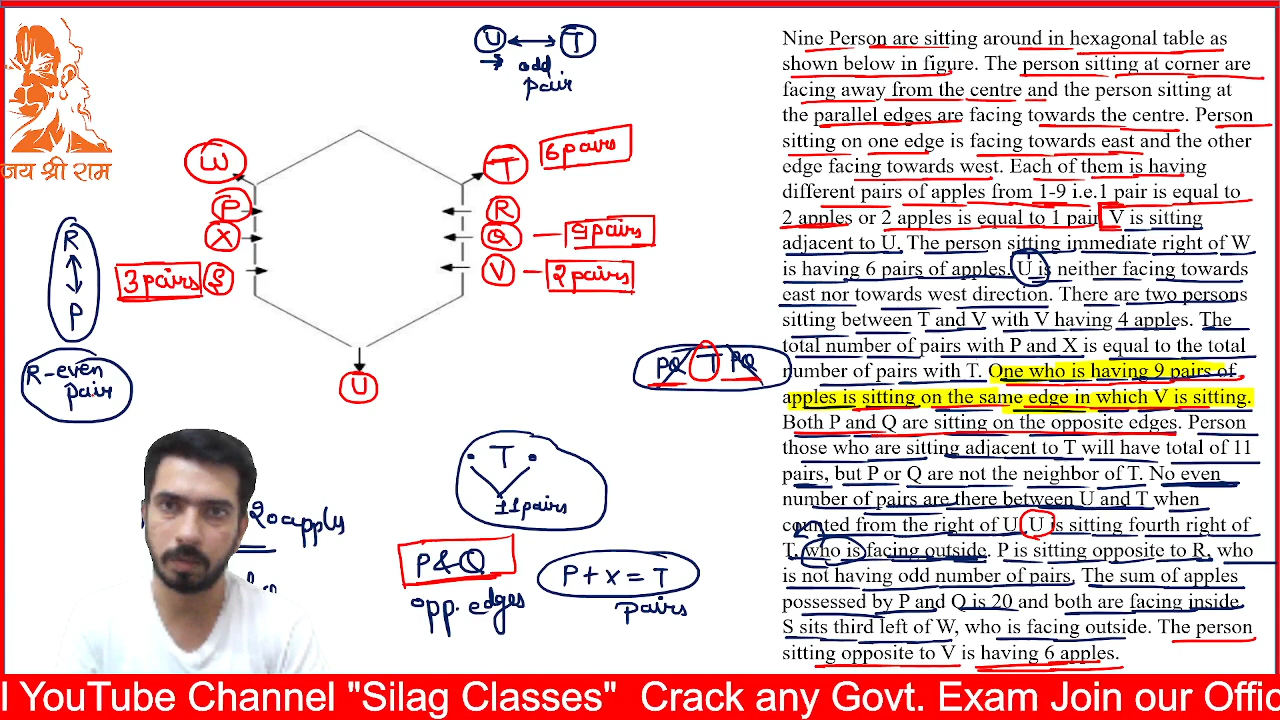 U ↔ T
odd
pair
W
T
6 pairs
P
R
X
Q
9 pairs
3 pairs
S
V
2 pairs
U
जय श्री राम
R
P
R-even
pair
PQ T PQ
T
11 pairs
20 apples
P & Q
opp. edges
P + X = T
pairs
Nine Person are sitting around in hexagonal table as
shown below in figure. The person sitting at corner are
facing away from the centre and the person sitting at
the parallel edges are facing towards the centre. Person
sitting on one edge is facing towards east and the other
edge facing towards west. Each of them is having
different pairs of apples from 1-9 i.e.1 pair is equal to
2 apples or 2 apples is equal to 1 pair. V is sitting
adjacent to U. The person sitting immediate right of W
is having 6 pairs of apples. U is neither facing towards
east nor towards west direction. There are two persons
sitting between T and V with V having 4 apples. The
total number of pairs with P and X is equal to the total
number of pairs with T. One who is having 9 pairs of
apples is sitting on the same edge in which V is sitting.
Both P and Q are sitting on the opposite edges. Person
those who are sitting adjacent to T will have total of 11
pairs, but P or Q are not the neighbor of T. No even
number of pairs are there between U and T when
counted from the right of U. U is sitting fourth right of
T, who is facing outside. P is sitting opposite to R, who
is not having odd number of pairs. The sum of apples
possessed by P and Q is 20 and both are facing inside.
S sits third left of W, who is facing outside. The person
sitting opposite to V is having 6 apples.
l YouTube Channel "Silag Classes" Crack any Govt. Exam Join our Offic